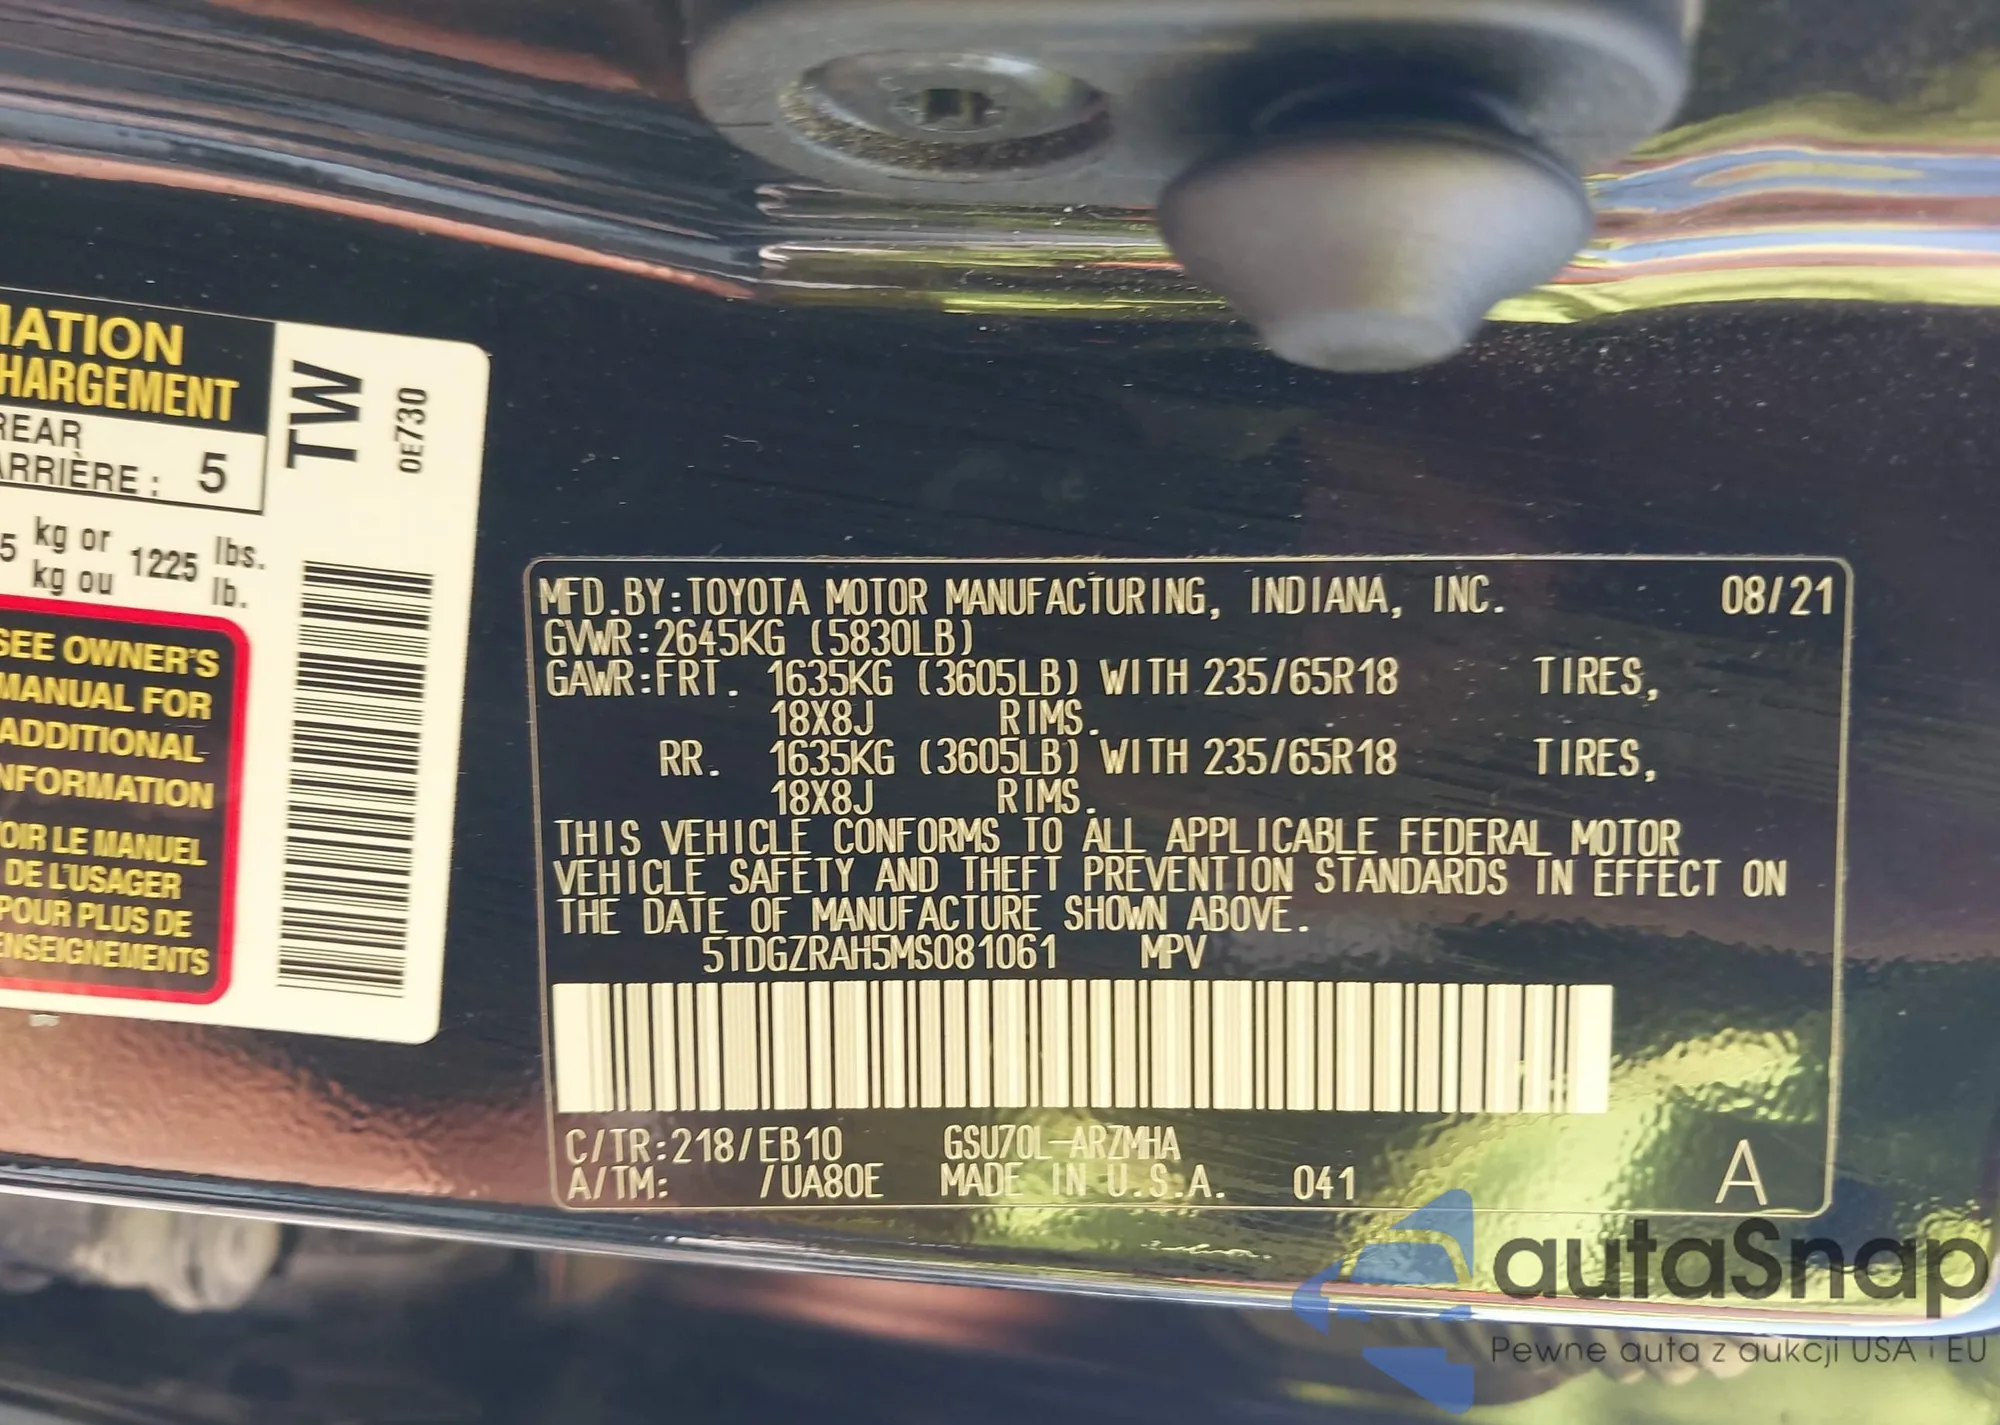 MATION
HARGEMENT
REAR
ARRIÈRE : 5
5 kg or 1225 lbs.
kg ou lb.
SEE OWNER'S
MANUAL FOR
ADDITIONAL
NFORMATION
OIR LE MANUEL
DE L'USAGER
POUR PLUS DE
ENSEIGNEMENTS
TW
0E730
MFD.BY:TOYOTA MOTOR MANUFACTURING, INDIANA, INC. 08/21
GVWR:2645KG (5830LB)
GAWR:FRT. 1635KG (3605LB) WITH 235/65R18 TIRES,
18X8J RIMS.
RR. 1635KG (3605LB) WITH 235/65R18 TIRES,
18X8J RIMS.
THIS VEHICLE CONFORMS TO ALL APPLICABLE FEDERAL MOTOR
VEHICLE SAFETY AND THEFT PREVENTION STANDARDS IN EFFECT ON
THE DATE OF MANUFACTURE SHOWN ABOVE.
5TDGZRAH5MS081061 MPV
C/TR:218/EB10 GSU70L-ARZMHA
A/TM: /UA80E MADE IN U.S.A. 041 A
autaSnap
Pewne auta z aukcji USA i EU